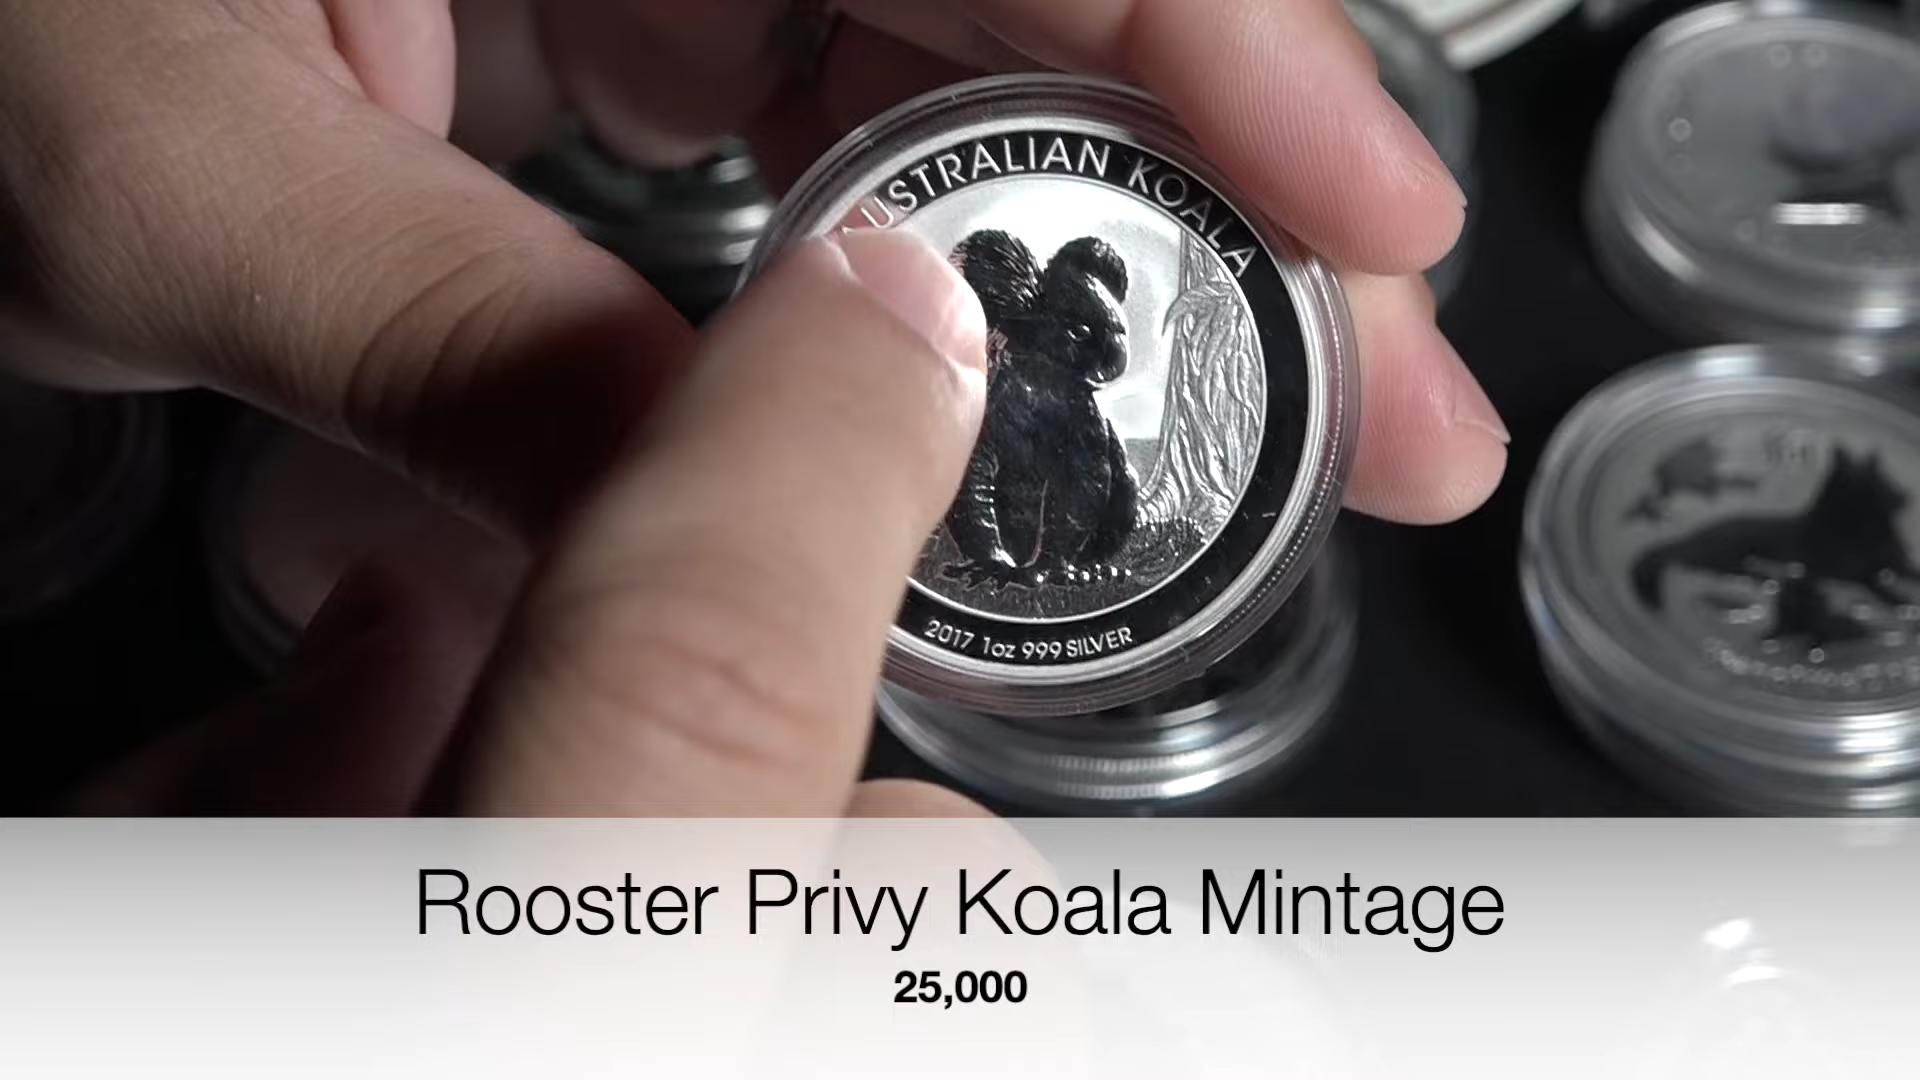 AUSTRALIAN KOALA
2017 1oz 999 SILVER
Rooster Privy Koala Mintage
25,000